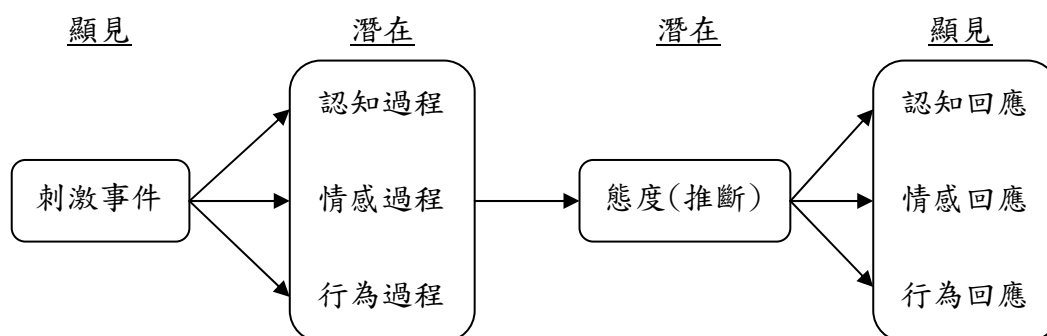 顯見
潛在
潛在
顯見
認知過程
認知回應
刺激事件
情感過程
態度(推斷)
情感回應
行為過程
行為回應